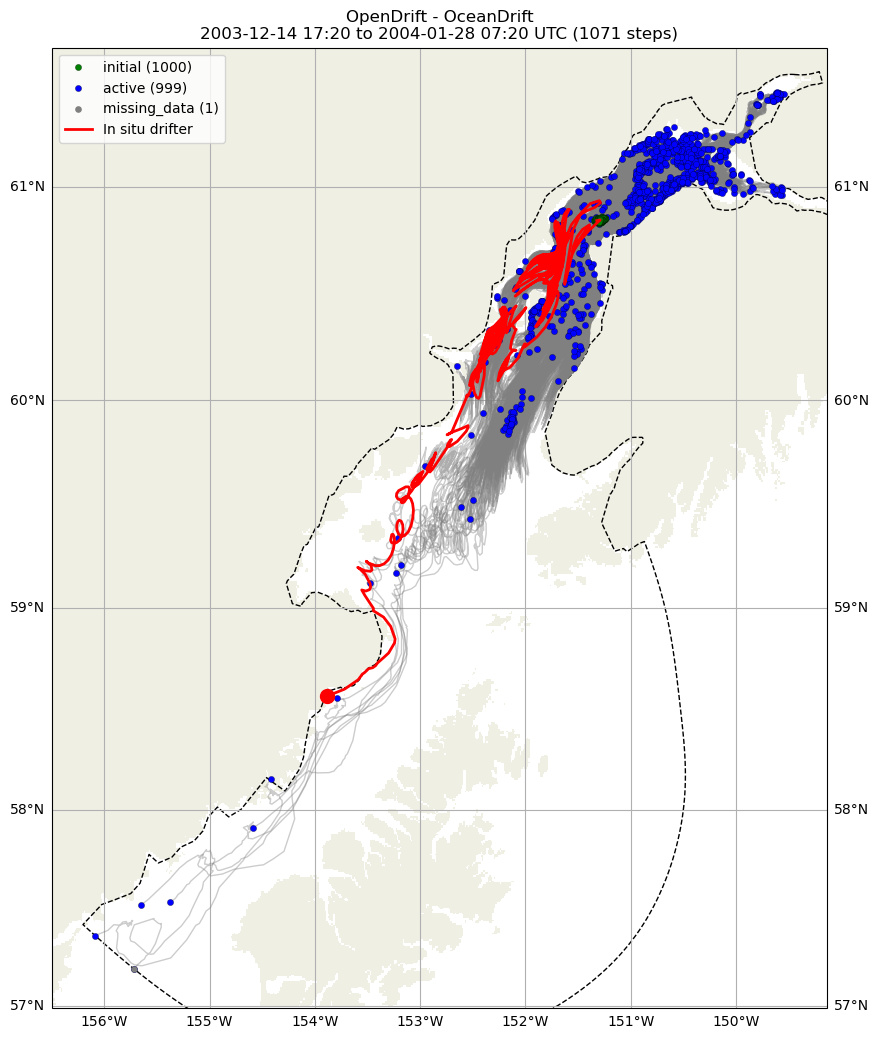 OpenDrift - OceanDrift
2003-12-14 17:20 to 2004-01-28 07:20 UTC (1071 steps)
initial (1000)
active (999)
missing_data (1)
In situ drifter
61°N
61°N
60°N
60°N
59°N
59°N
58°N
58°N
57°N
57°N
156°W
155°W
154°W
153°W
152°W
151°W
150°W